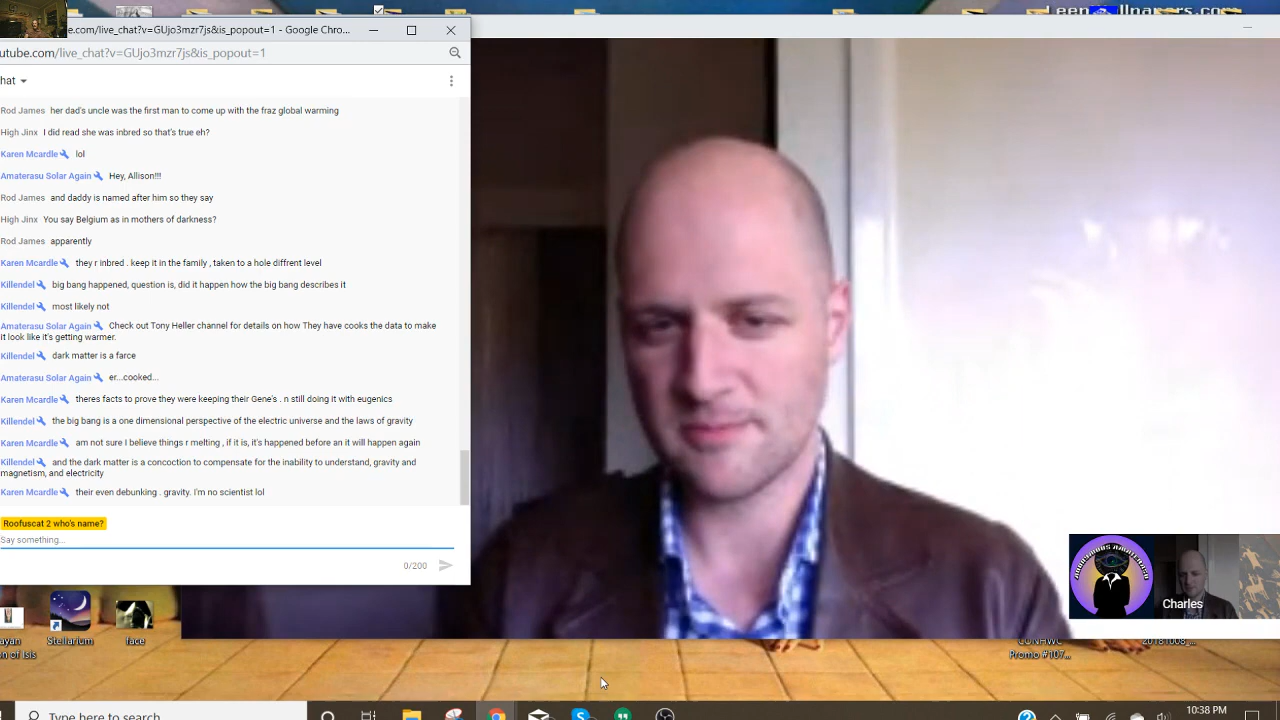 e.com/live_chat?v=GUjo3mzr7js&is_popout=1 - Google Chro...
utube.com/live_chat?v=GUjo3mzr7js&is_popout=1
hat
Rod James her dad's uncle was the first man to come up with the fraz global warming
High Jinx I did read she was inbred so that's true eh?
Karen Mcardle lol
Amaterasu Solar Again Hey, Allison!!!
Rod James and daddy is named after him so they say
High Jinx You say Belgium as in mothers of darkness?
Rod James apparently
Karen Mcardle they r inbred . keep it in the family , taken to a hole diffrent level
Killendel big bang happened, question is, did it happen how the big bang describes it
Killendel most likely not
Amaterasu Solar Again Check out Tony Heller channel for details on how They have cooks the data to make
it look like it's getting warmer.
Killendel dark matter is a farce
Amaterasu Solar Again er...cooked...
Karen Mcardle theres facts to prove they were keeping their Gene's . n still doing it with eugenics
Killendel the big bang is a one dimensional perspective of the electric universe and the laws of gravity
Karen Mcardle am not sure I believe things r melting , if it is, it's happened before an it will happen again
Killendel and the dark matter is a concoction to compensate for the inability to understand, gravity and
magnetism, and electricity
Karen Mcardle their even debunking . gravity. I'm no scientist lol
Roofuscat 2 who's name?
Say something...
0/200
Charles
ayan
on of Isis
Stellarium
face
Promo #107...
20181008_...
Type here to search
10:38 PM